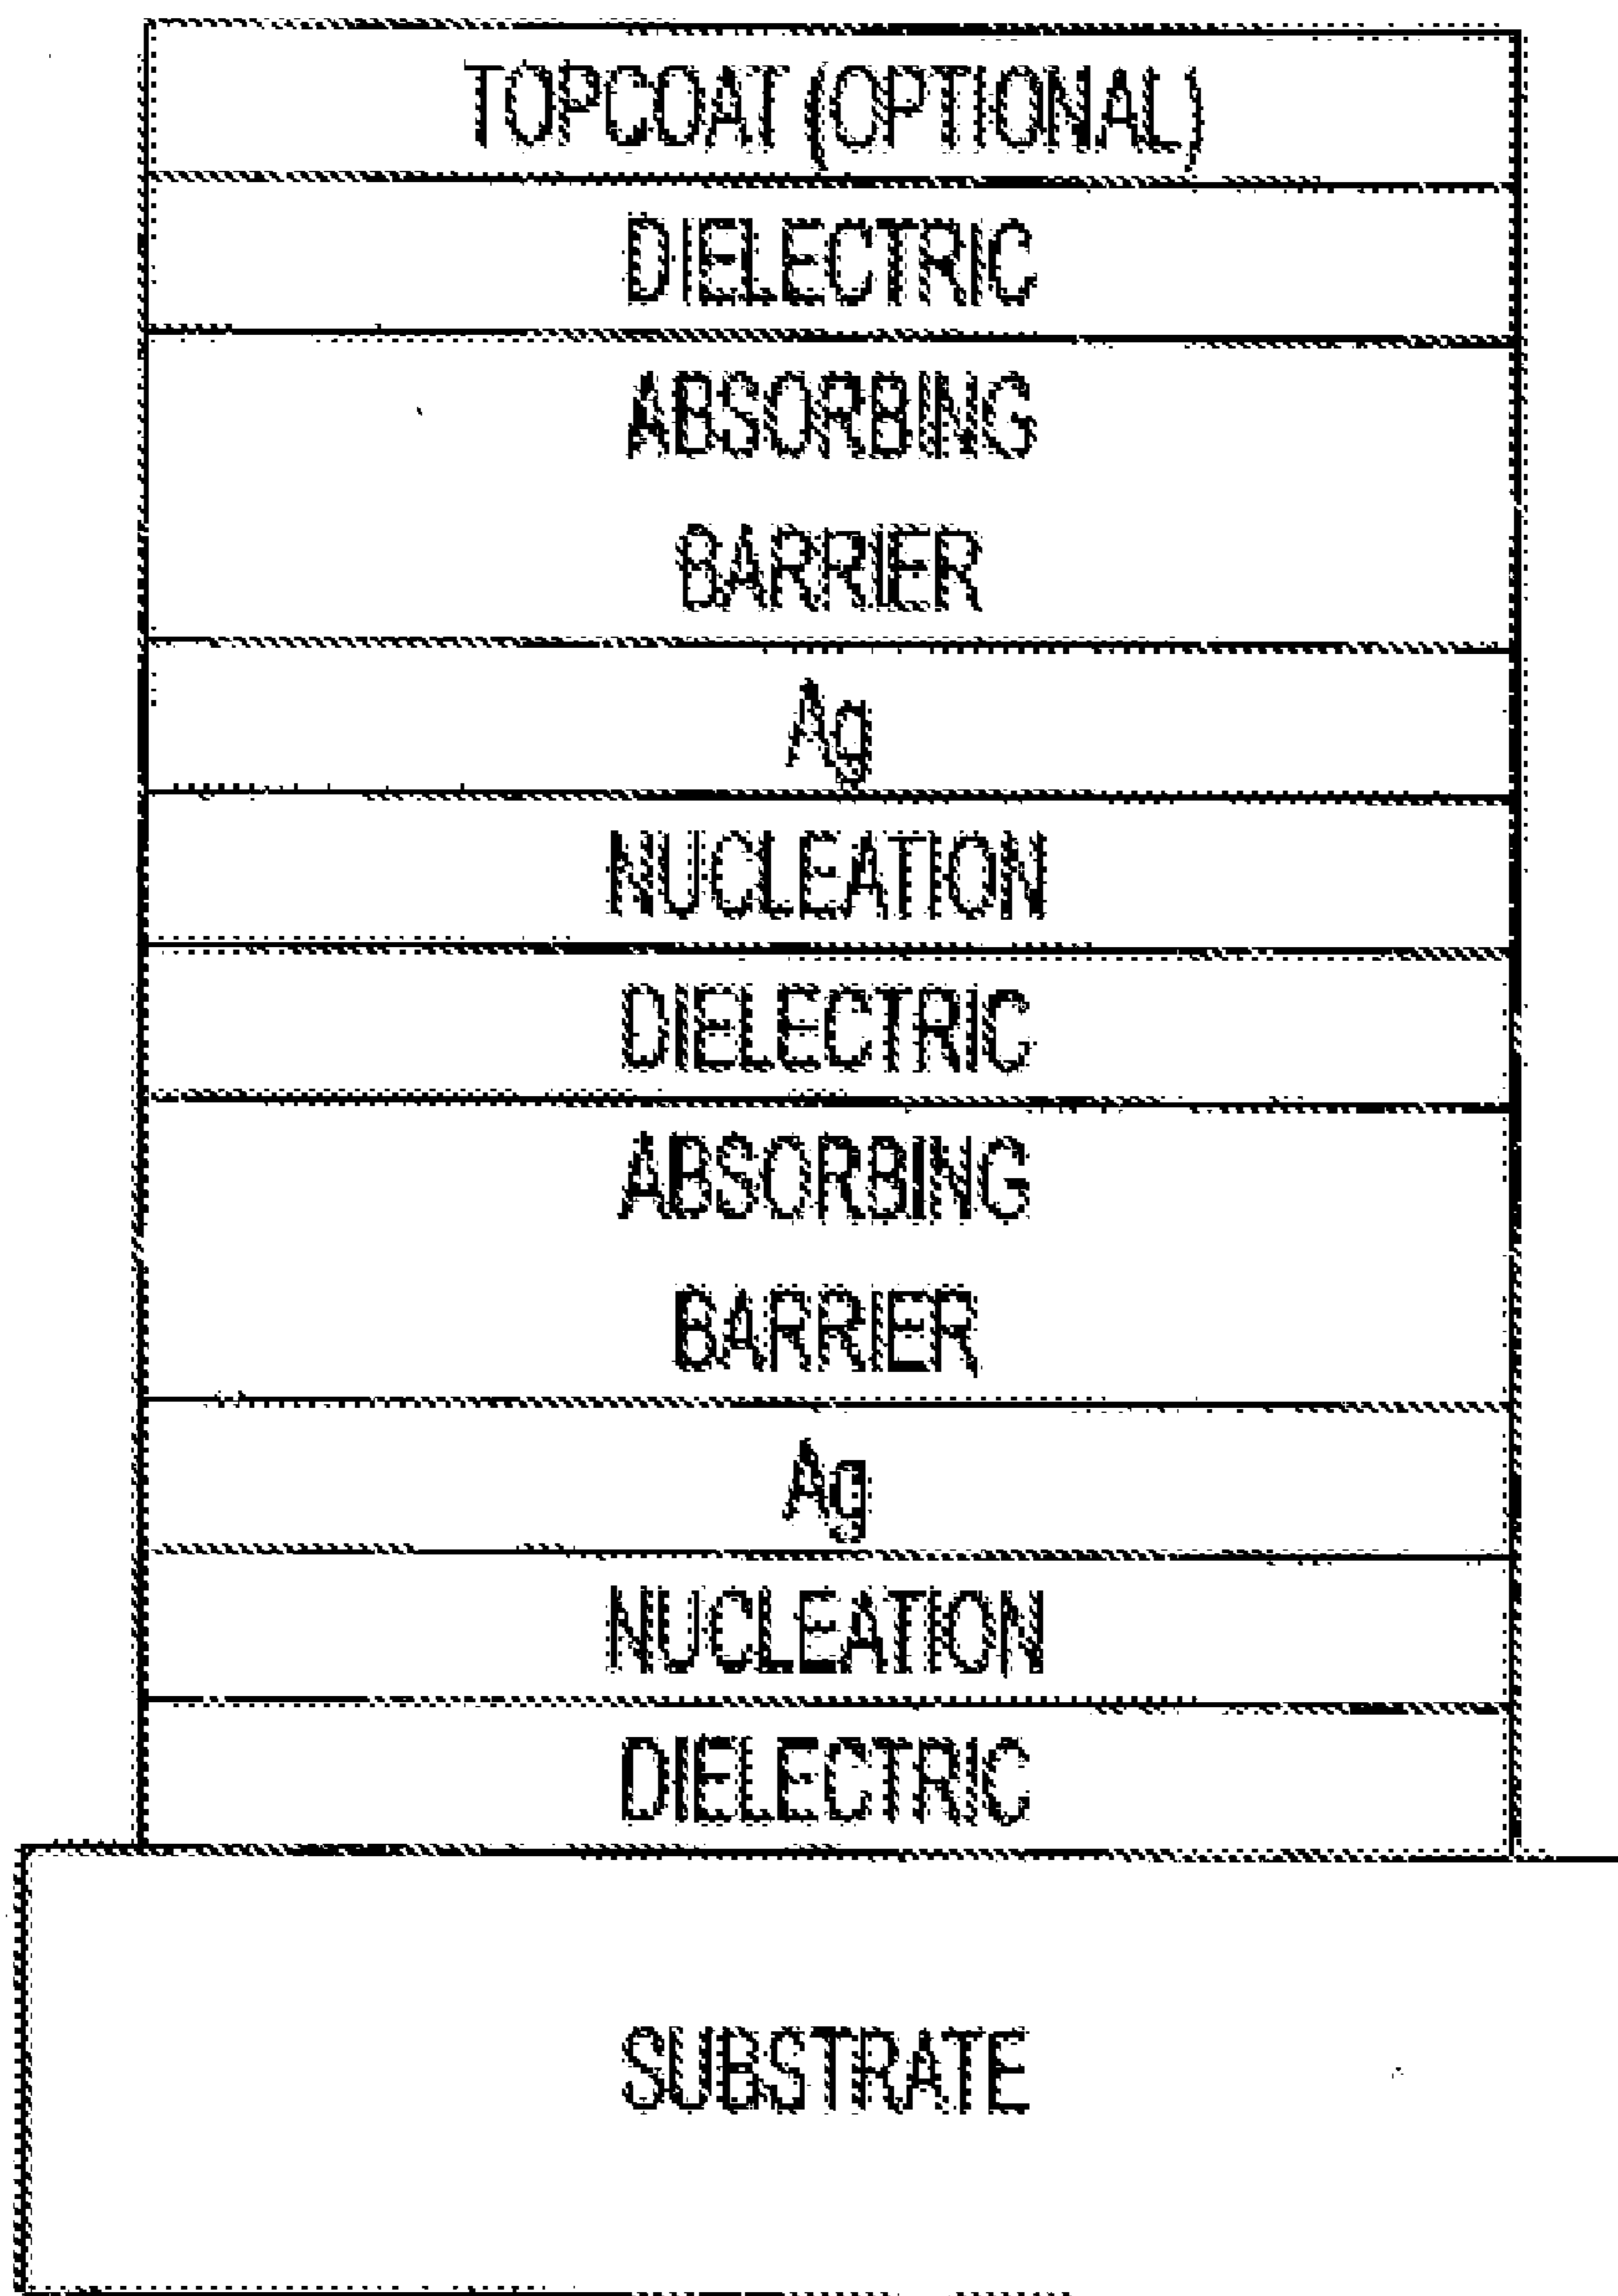 TOPCOAT (OPTIONAL)
DIELECTRIC
ABSORBING
BARRIER
Ag
NUCLEATION
DIELECTRIC
ABSORBING
BARRIER
Ag
NUCLEATION
DIELECTRIC
SUBSTRATE